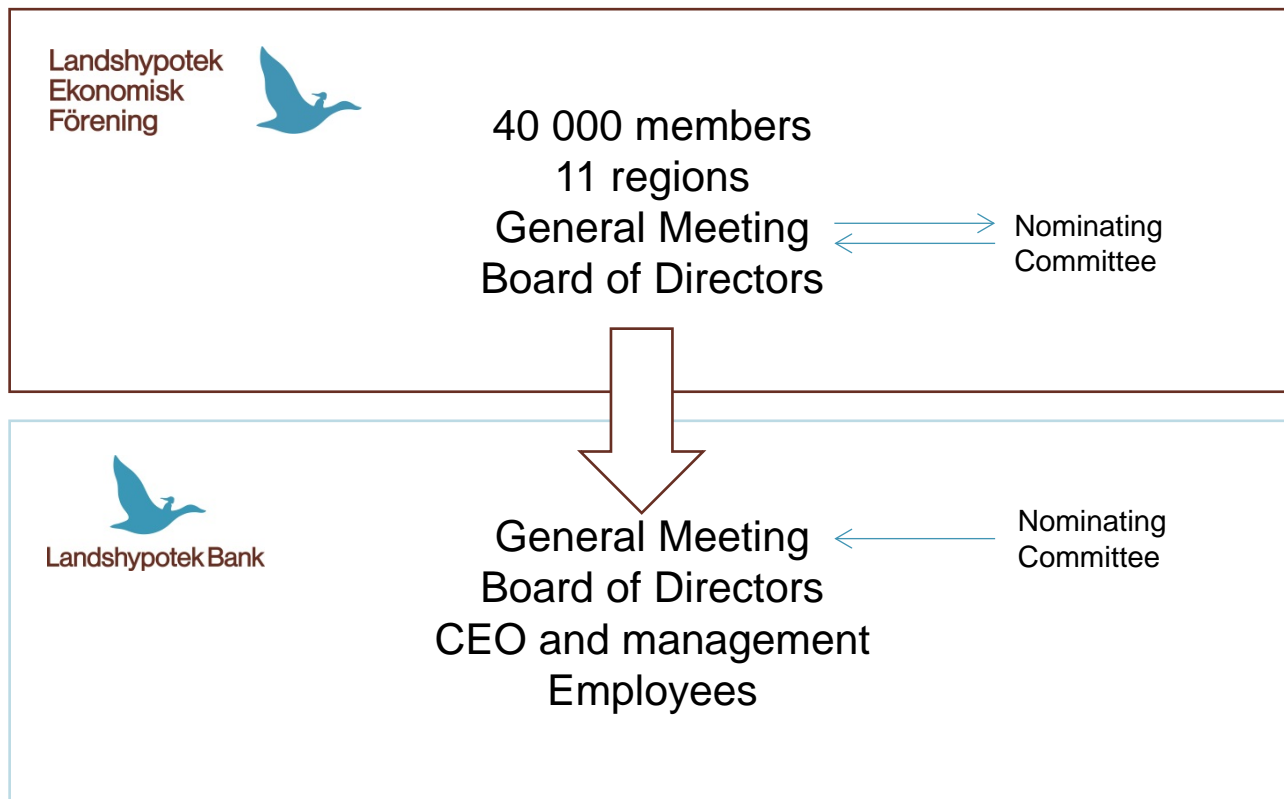 Landshypotek
Ekonomisk
Förening
40 000 members
11 regions
General Meeting
Board of Directors
Nominating
Committee
Landshypotek Bank
General Meeting
Board of Directors
CEO and management
Employees
Nominating
Committee